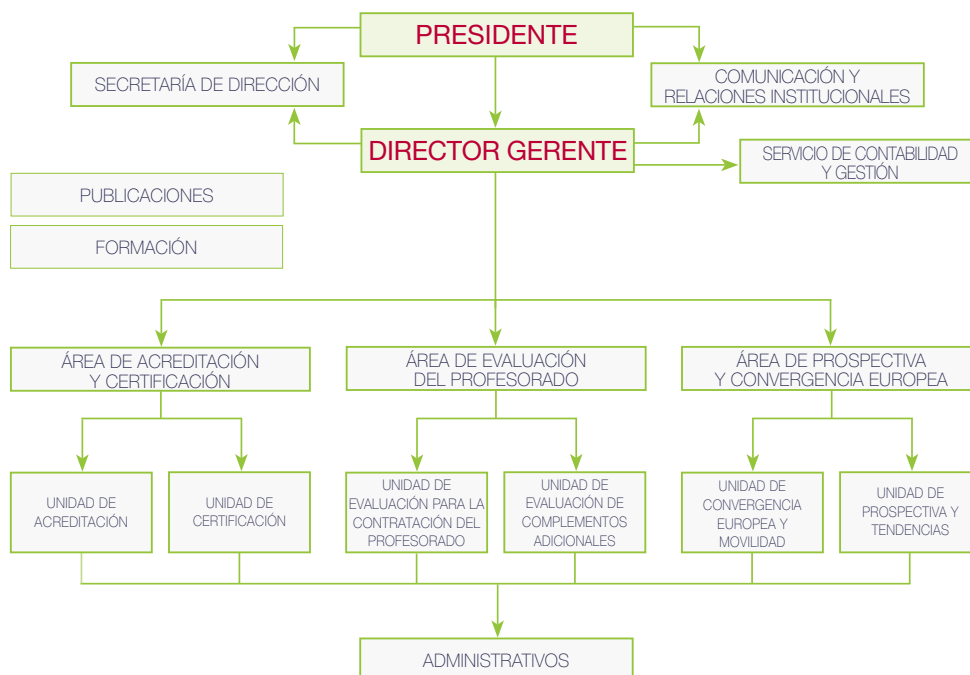 PRESIDENTE
SECRETARÍA DE DIRECCIÓN
COMUNICACIÓN Y
RELACIONES INSTITUCIONALES
DIRECTOR GERENTE
SERVICIO DE CONTABILIDAD
Y GESTIÓN
PUBLICACIONES
FORMACIÓN
ÁREA DE ACREDITACIÓN
Y CERTIFICACIÓN
ÁREA DE EVALUACIÓN
DEL PROFESORADO
ÁREA DE PROSPECTIVA
Y CONVERGENCIA EUROPEA
UNIDAD DE
ACREDITACIÓN
UNIDAD DE
CERTIFICACIÓN
UNIDAD DE
EVALUACIÓN PARA LA
CONTRATACIÓN DEL
PROFESORADO
UNIDAD DE
EVALUACIÓN DE
COMPLEMENTOS
ADICIONALES
UNIDAD DE
CONVERGENCIA
EUROPEA Y
MOVILIDAD
UNIDAD DE
PROSPECTIVA Y
TENDENCIAS
ADMINISTRATIVOS